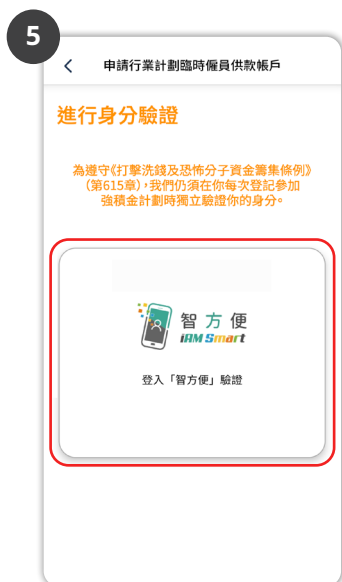 5
申請行業計劃臨時僱員供款帳戶
進行身分驗證
為遵守《打擊洗錢及恐怖分子資金籌集條例》
(第615章)，我們仍須在你每次登記參加
強積金計劃時獨立驗證你的身分。
智方便
iAM Smart
登入「智方便」驗證